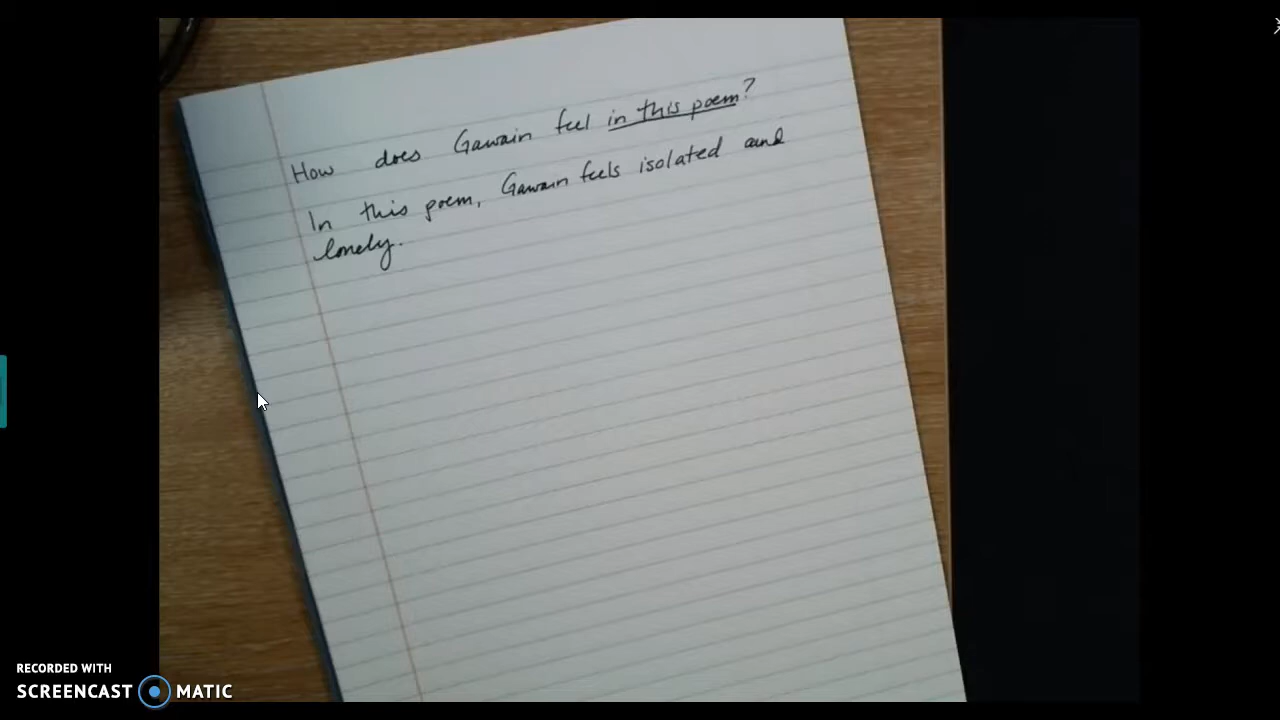 How does Gawain feel in this poem?
In this poem, Gawain feels isolated and
lonely.
RECORDED WITH
SCREENCAST MATIC